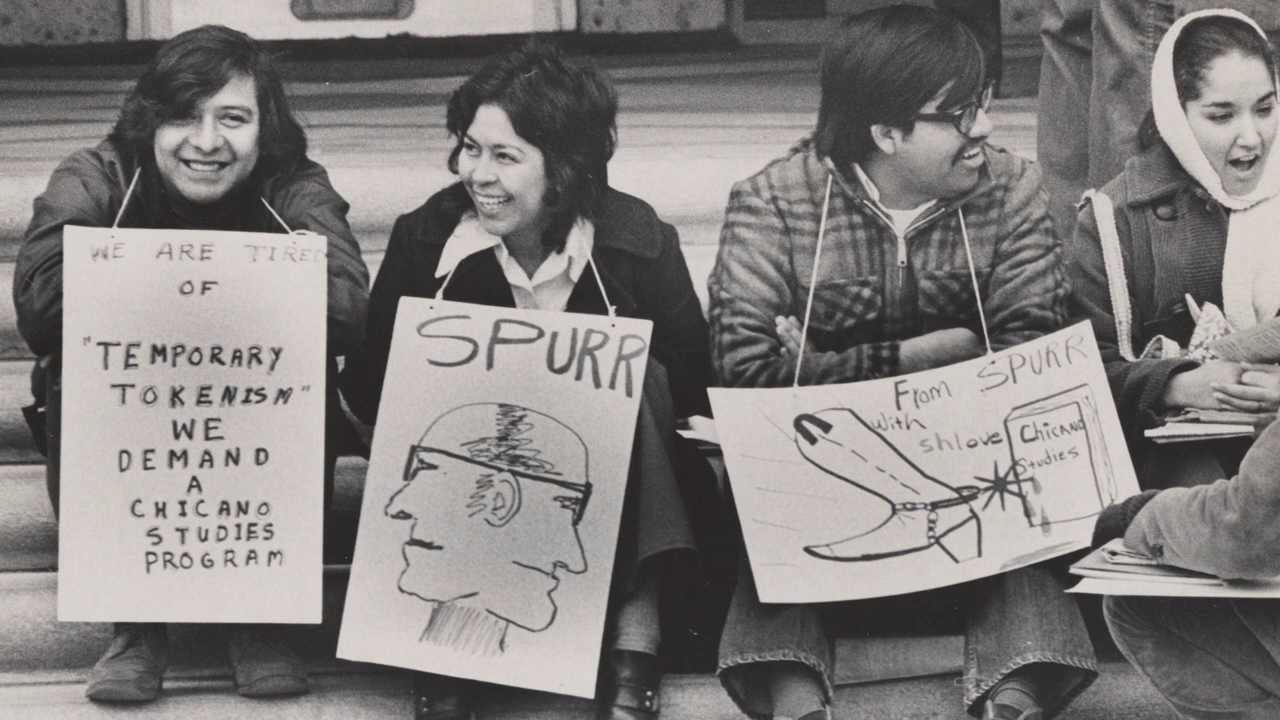 WE ARE TIRED
OF
"TEMPORARY
TOKENISM"
WE
DEMAND
A
CHICANO
STUDIES
PROGRAM
SPURR
From SPURR
with
shlove
Chicano
Studies